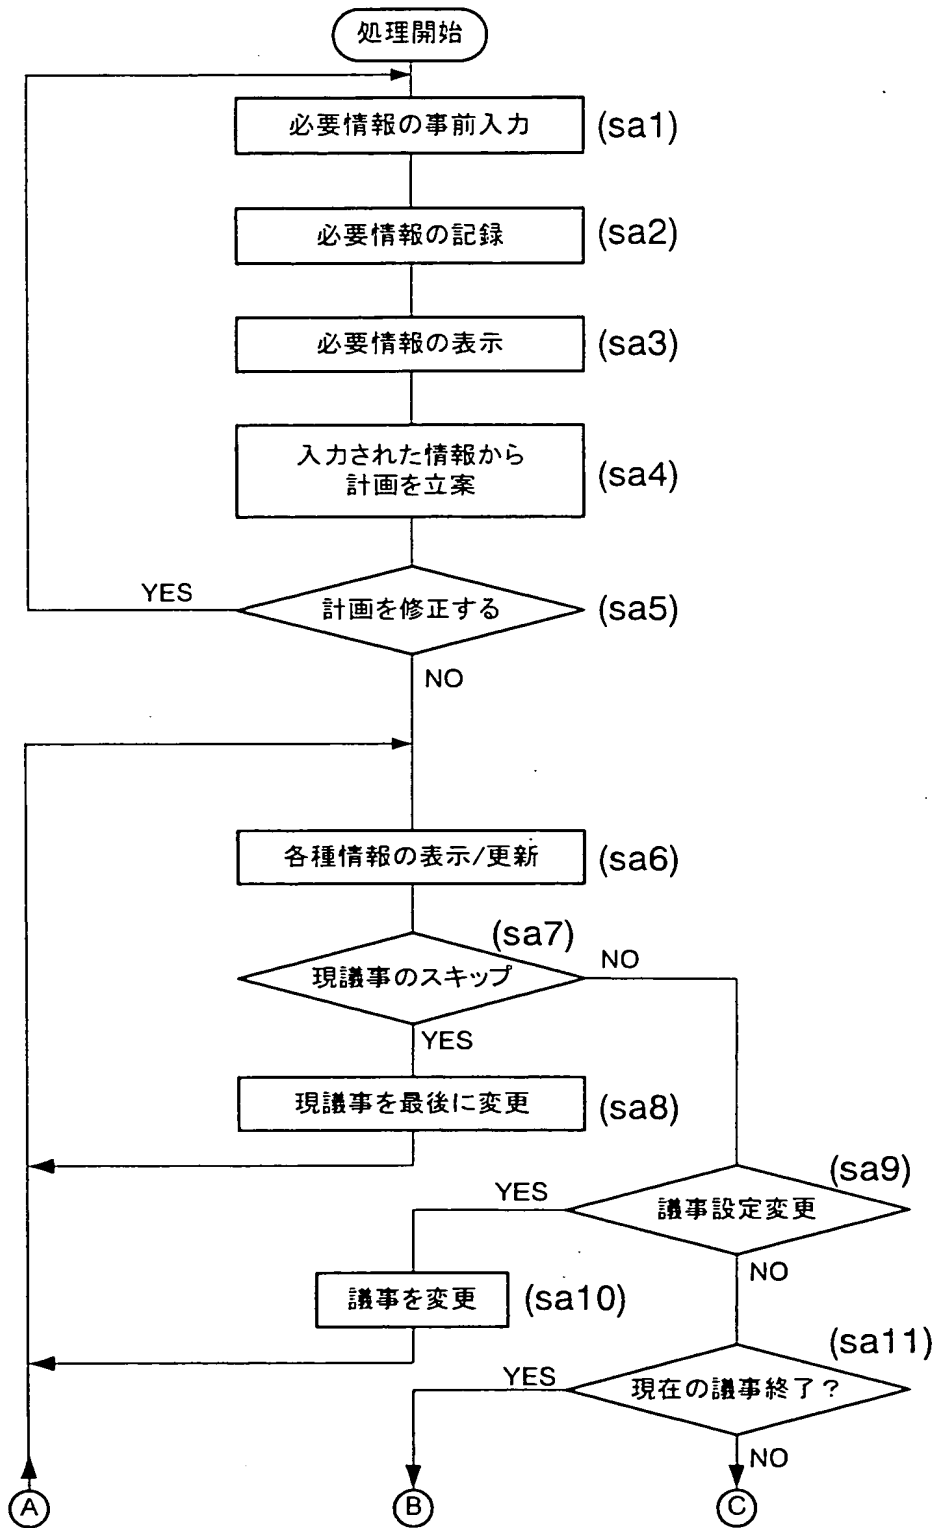 処理開始
必要情報の事前入力
(sa1)
必要情報の記録
(sa2)
必要情報の表示
(sa3)
入力された情報から
計画を立案
(sa4)
YES
計画を修正する
(sa5)
NO
各種情報の表示/更新
(sa6)
(sa7)
現議事のスキップ
NO
YES
現議事を最後に変更
(sa8)
(sa9)
YES
議事設定変更
NO
議事を変更
(sa10)
(sa11)
YES
現在の議事終了?
NO
A
B
C